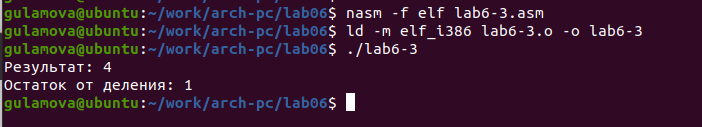 gulamova@ubuntu:~/work/arch-pc/lab06$ nasm -f elf lab6-3.asm
gulamova@ubuntu:~/work/arch-pc/lab06$ ld -m elf_i386 lab6-3.o -o lab6-3
gulamova@ubuntu:~/work/arch-pc/lab06$ ./lab6-3
Результат: 4
Остаток от деления: 1
gulamova@ubuntu:~/work/arch-pc/lab06$